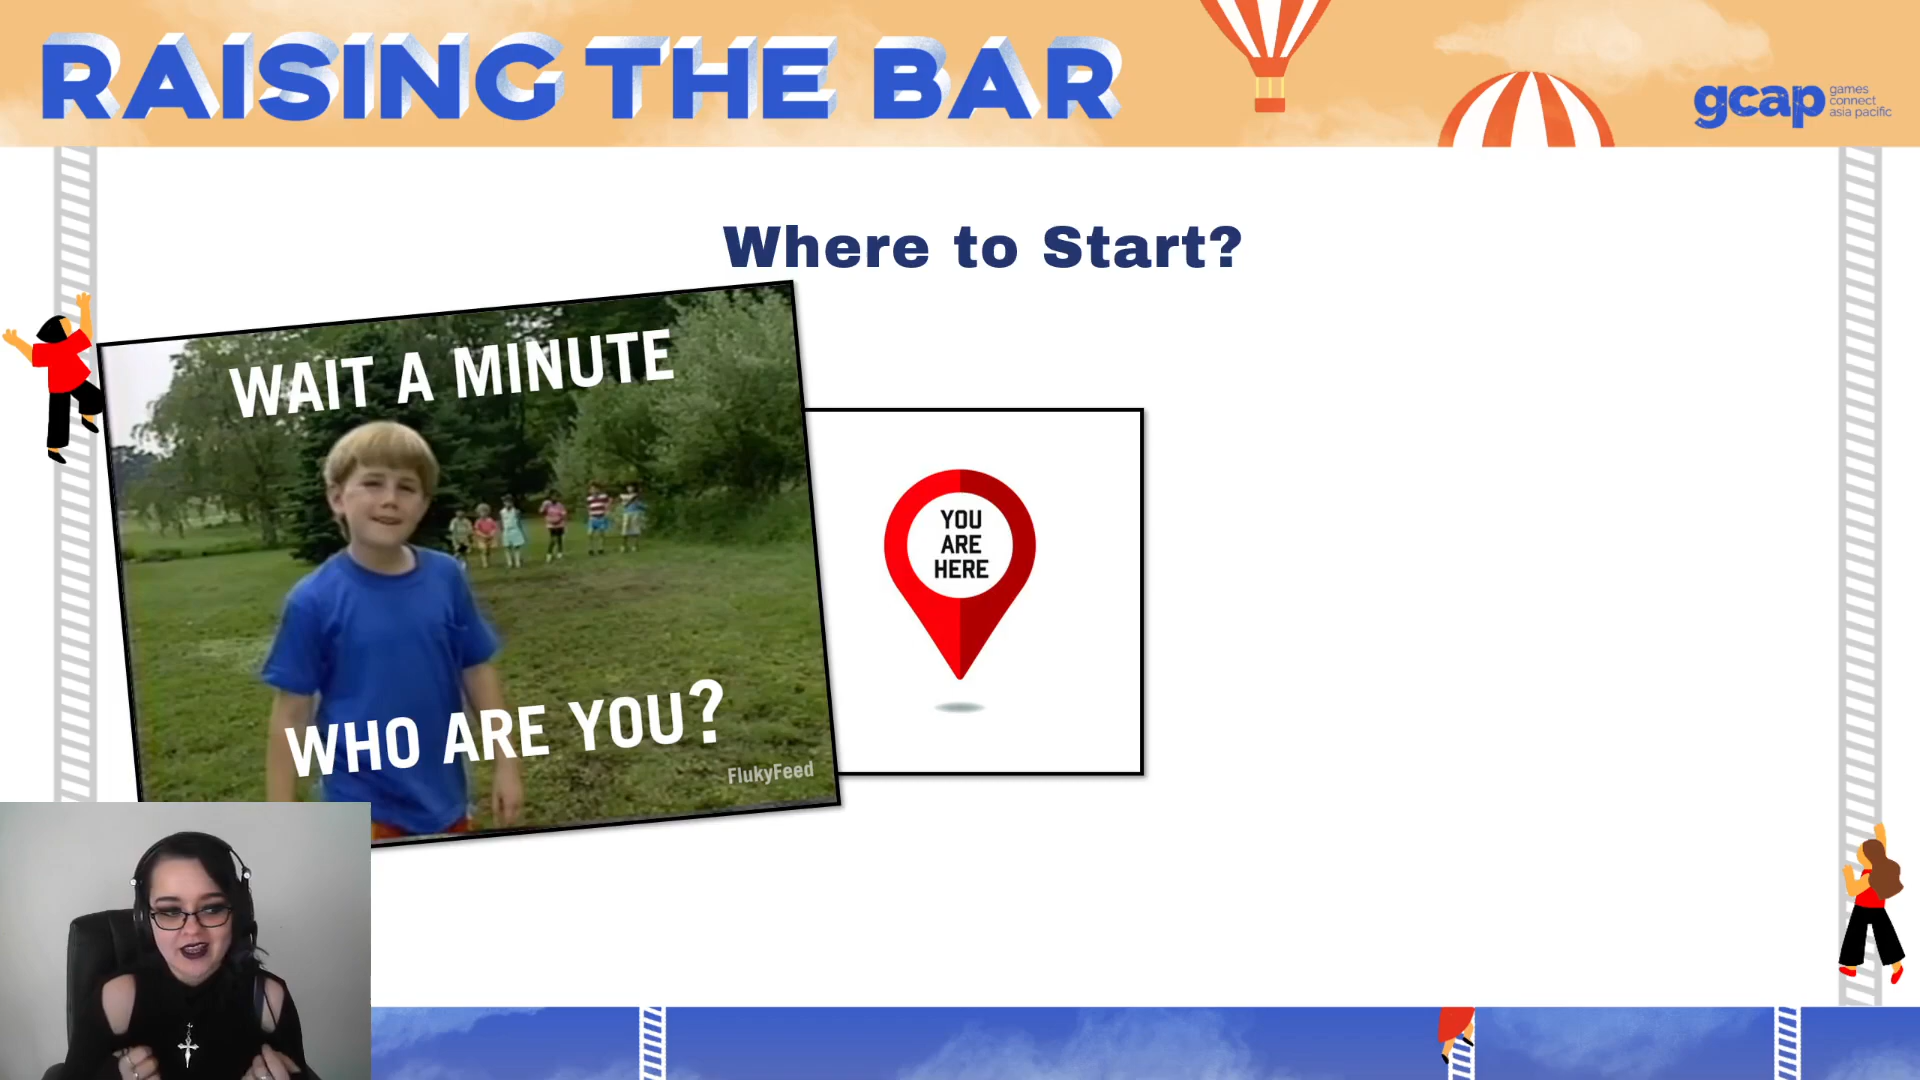 RAISING THE BAR
gcap
games
connect
asia pacific
Where to Start?
WAIT A MINUTE
WHO ARE YOU?
FlukyFeed
YOU
ARE
HERE